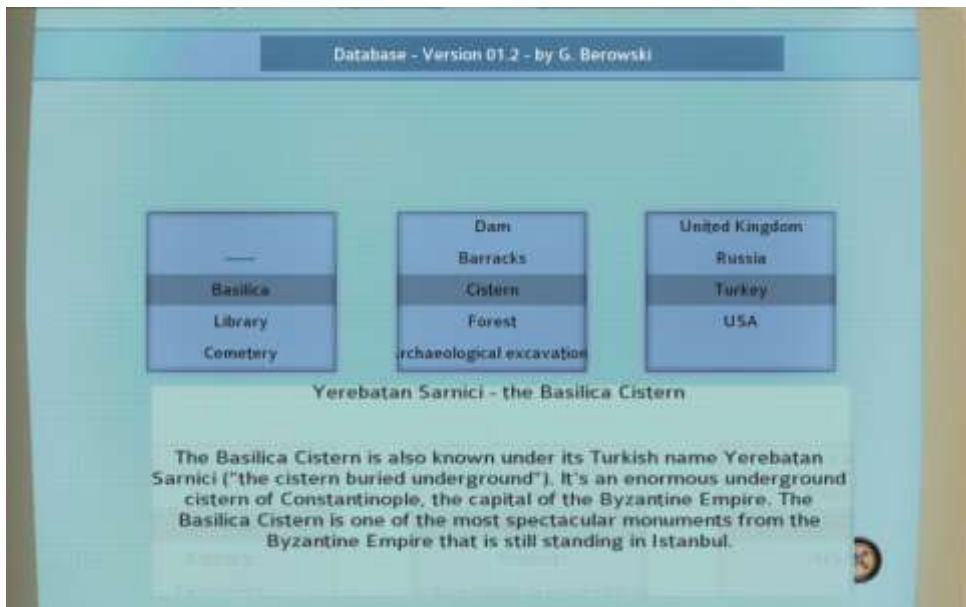 Database - Version 01.2 - by G. Berowski
-----
Basilica
Library
Cemetery
Dam
Barracks
Cistern
Forest
rchaeological excavation
United Kingdom
Russia
Turkey
USA
Yerebatan Sarnici - the Basilica Cistern
The Basilica Cistern is also known under its Turkish name Yerebatan
Sarnici ("the cistern buried underground"). It's an enormous underground
cistern of Constantinople, the capital of the Byzantine Empire. The
Basilica Cistern is one of the most spectacular monuments from the
Byzantine Empire that is still standing in Istanbul.